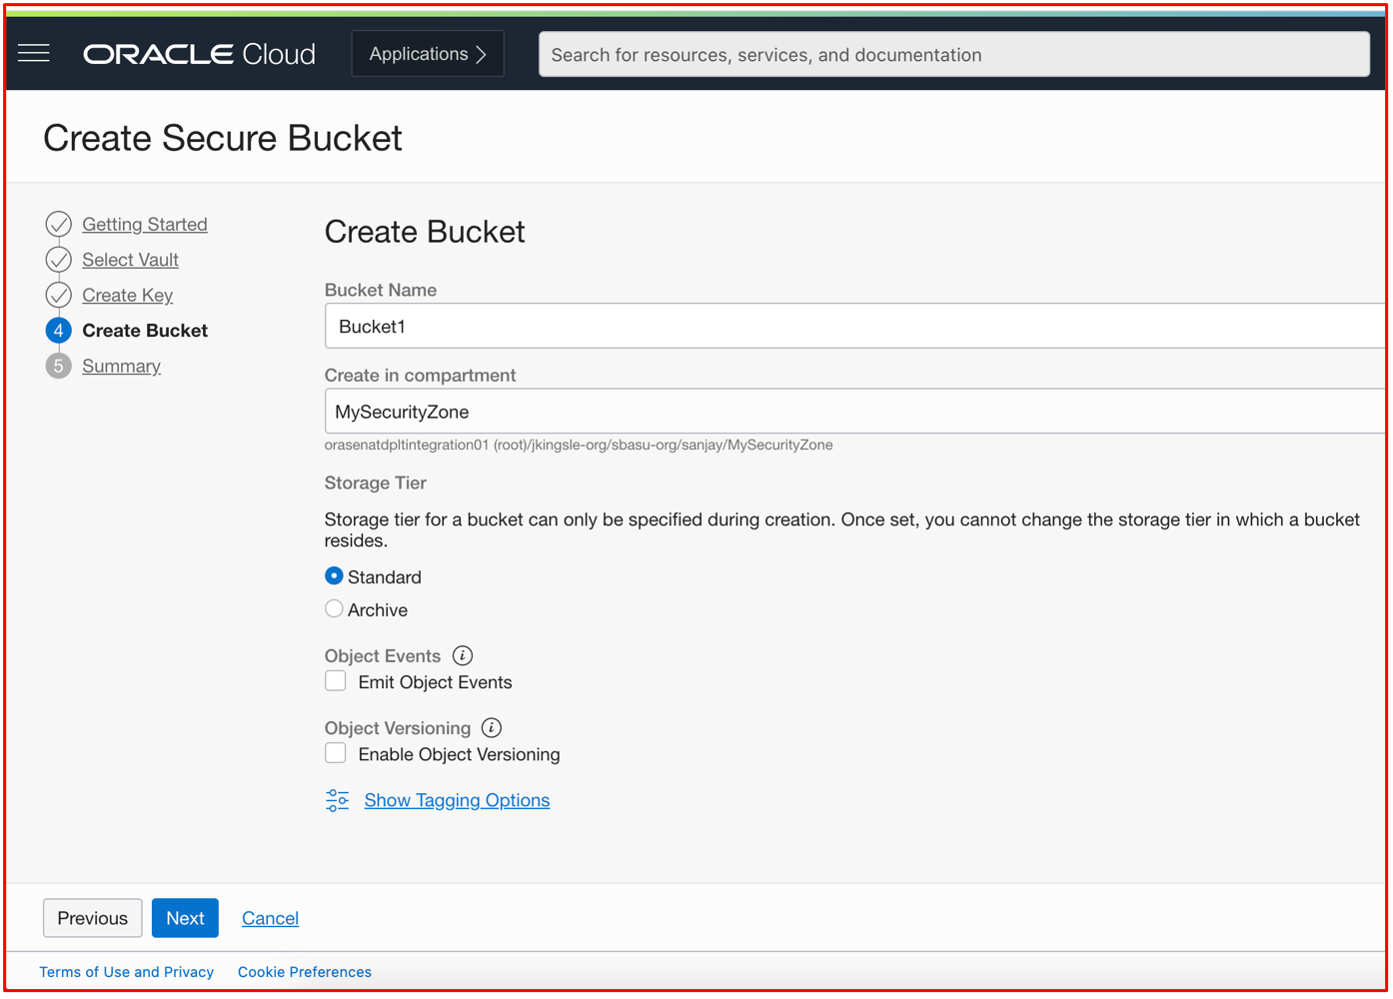 ORACLE Cloud
Applications
Search for resources, services, and documentation
Create Secure Bucket
Getting Started
Select Vault
Create Key
4 Create Bucket
5 Summary
Create Bucket
Bucket Name
Bucket1
Create in compartment
MySecurityZone
orasenatdpltintegration01 (root)/jkingsle-org/sbasu-org/sanjay/MySecurityZone
Storage Tier
Storage tier for a bucket can only be specified during creation. Once set, you cannot change the storage tier in which a bucket
resides.
Standard
Archive
Object Events i
Emit Object Events
Object Versioning i
Enable Object Versioning
Show Tagging Options
Previous Next Cancel
Terms of Use and Privacy Cookie Preferences